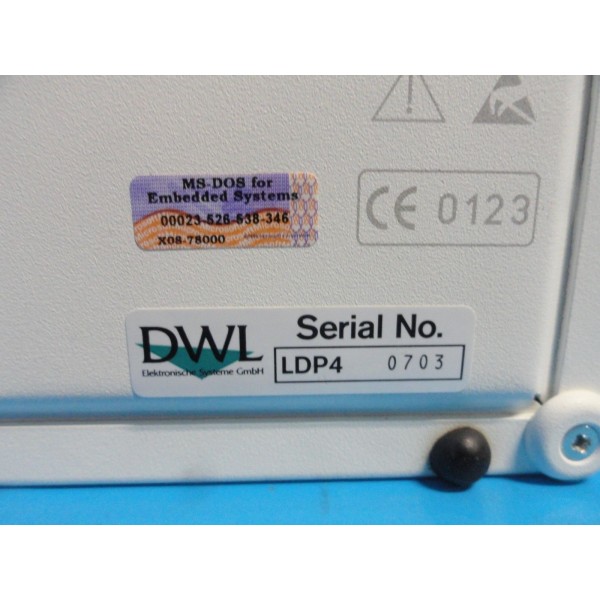 MS-DOS for
Embedded Systems
00023-526-538-346
X08-78000
CE 0123
DWL
Elektronische Systeme GmbH
Serial No.
LDP4 0703